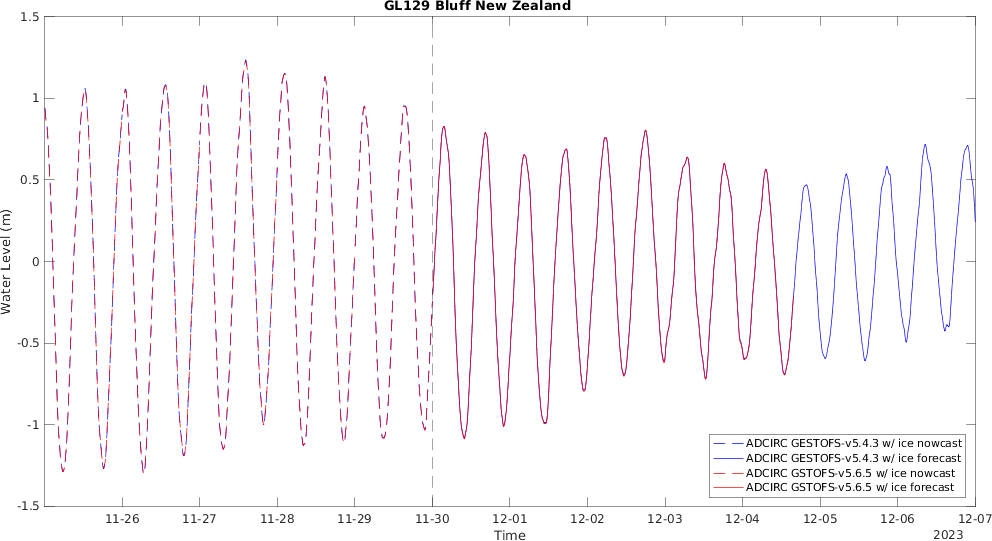 GL129 Bluff New Zealand
1.5
1
0.5
0
-0.5
-1
-1.5
Water Level (m)
11-26
11-27
11-28
11-29
11-30
12-01
12-02
12-03
12-04
12-05
12-06
12-07
Time
2023
ADCIRC GESTOFS-v5.4.3 w/ ice nowcast
ADCIRC GESTOFS-v5.4.3 w/ ice forecast
ADCIRC GSTOFS-v5.6.5 w/ ice nowcast
ADCIRC GSTOFS-v5.6.5 w/ ice forecast